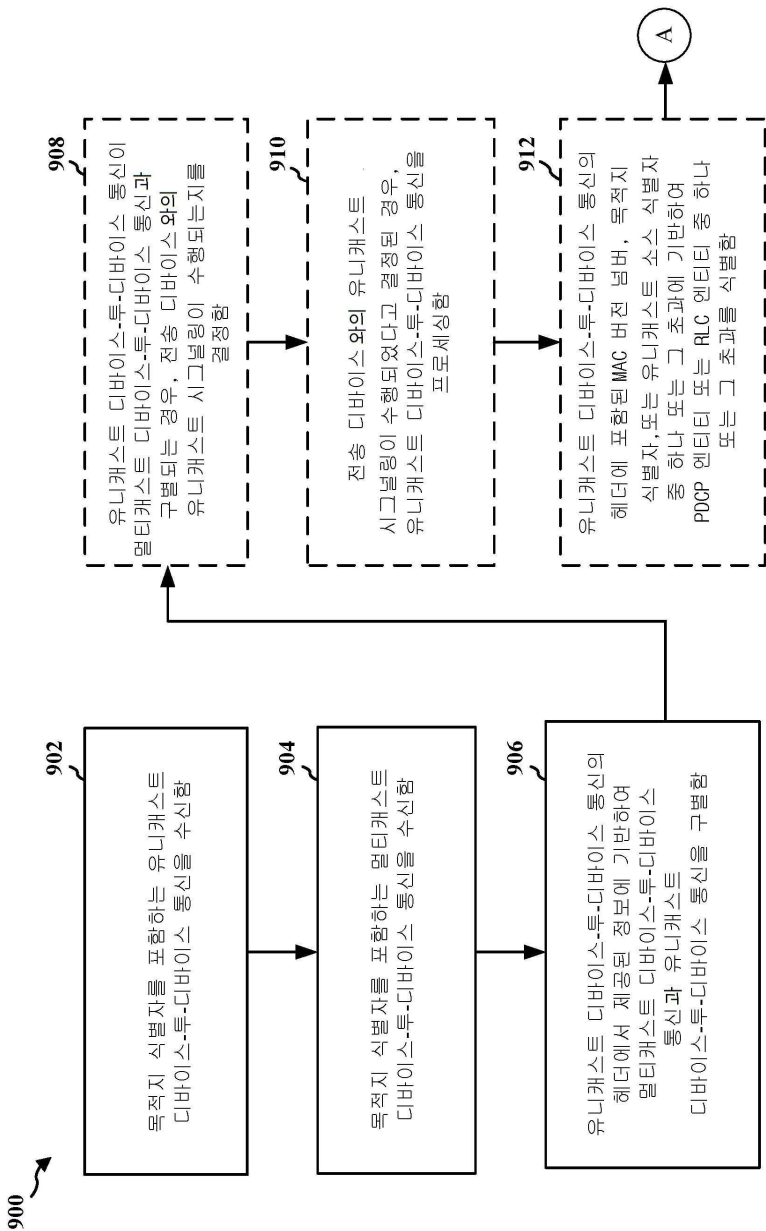 900
902
목적지 식별자를 포함하는 유니캐스트
디바이스-투-디바이스 통신을 수신함
904
목적지 식별자를 포함하는 멀티캐스트
디바이스-투-디바이스 통신을 수신함
906
유니캐스트 디바이스-투-디바이스 통신의
헤더에서 제공된 정보에 기반하여
멀티캐스트 디바이스-투-디바이스
통신과 유니캐스트
디바이스-투-디바이스 통신을 구별함
908
유니캐스트 디바이스-투-디바이스 통신이
멀티캐스트 디바이스-투-디바이스 통신과
구별되는 경우, 전송 디바이스와의
유니캐스트 시그널링이 수행되는지를
결정함
910
전송 디바이스와의 유니캐스트
시그널링이 수행되었다고 결정된 경우,
유니캐스트 디바이스-투-디바이스 통신을
프로세싱함
912
유니캐스트 디바이스-투-디바이스 통신의
헤더에 포함된 MAC 버전 넘버, 목적지
식별자,또는 유니캐스트 소스 식별자
중 하나 또는 그 초과에 기반하여
PDCP 엔티티 또는 RLC 엔티티 중 하나
또는 그 초과를 식별함
A